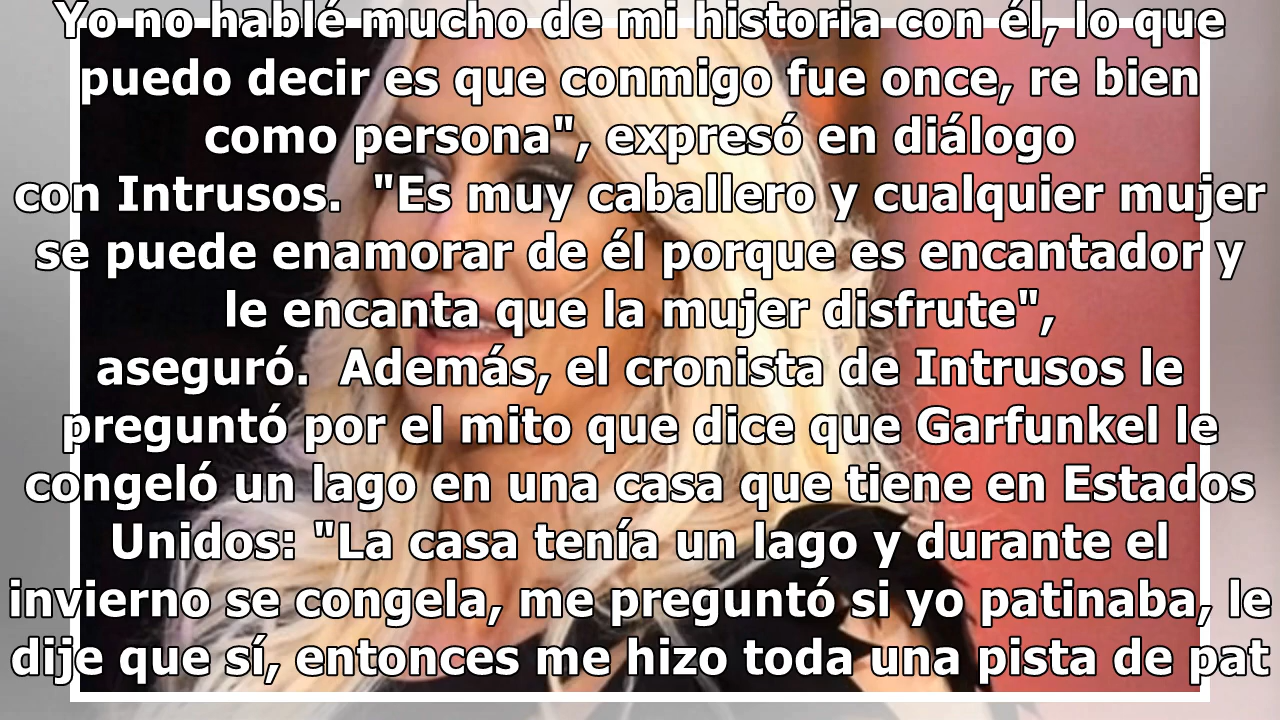 Yo no hablé mucho de mi historia con él, lo que
puedo decir es que conmigo fue once, re bien
como persona", expresó en diálogo
con Intrusos.  "Es muy caballero y cualquier mujer
se puede enamorar de él porque es encantador y
le encanta que la mujer disfrute",
aseguró.  Además, el cronista de Intrusos le
preguntó por el mito que dice que Garfunkel le
congeló un lago en una casa que tiene en Estados
Unidos: "La casa tenía un lago y durante el
invierno se congela, me preguntó si yo patinaba, le
dije que sí, entonces me hizo toda una pista de pat